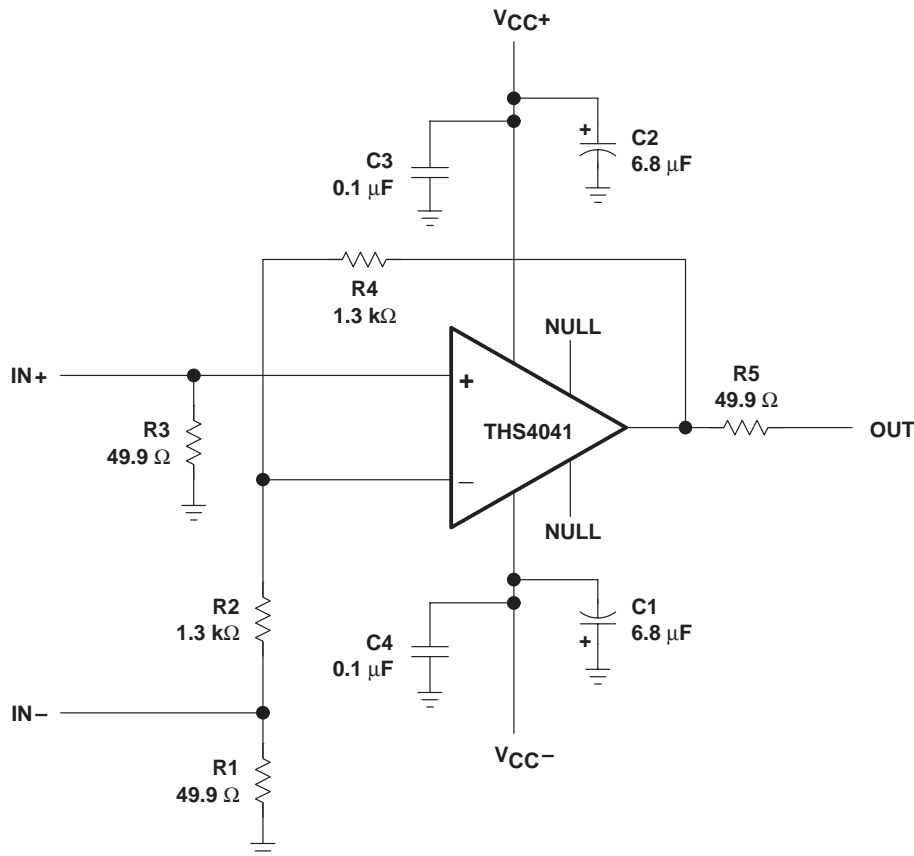 VCC+
C3
0.1 μF
+
C2
6.8 μF
R4
1.3 kΩ
NULL
IN+
+
R3
49.9 Ω
THS4041
R5
49.9 Ω
OUT
–
NULL
R2
1.3 kΩ
C4
0.1 μF
C1
6.8 μF
+
IN–
VCC–
R1
49.9 Ω